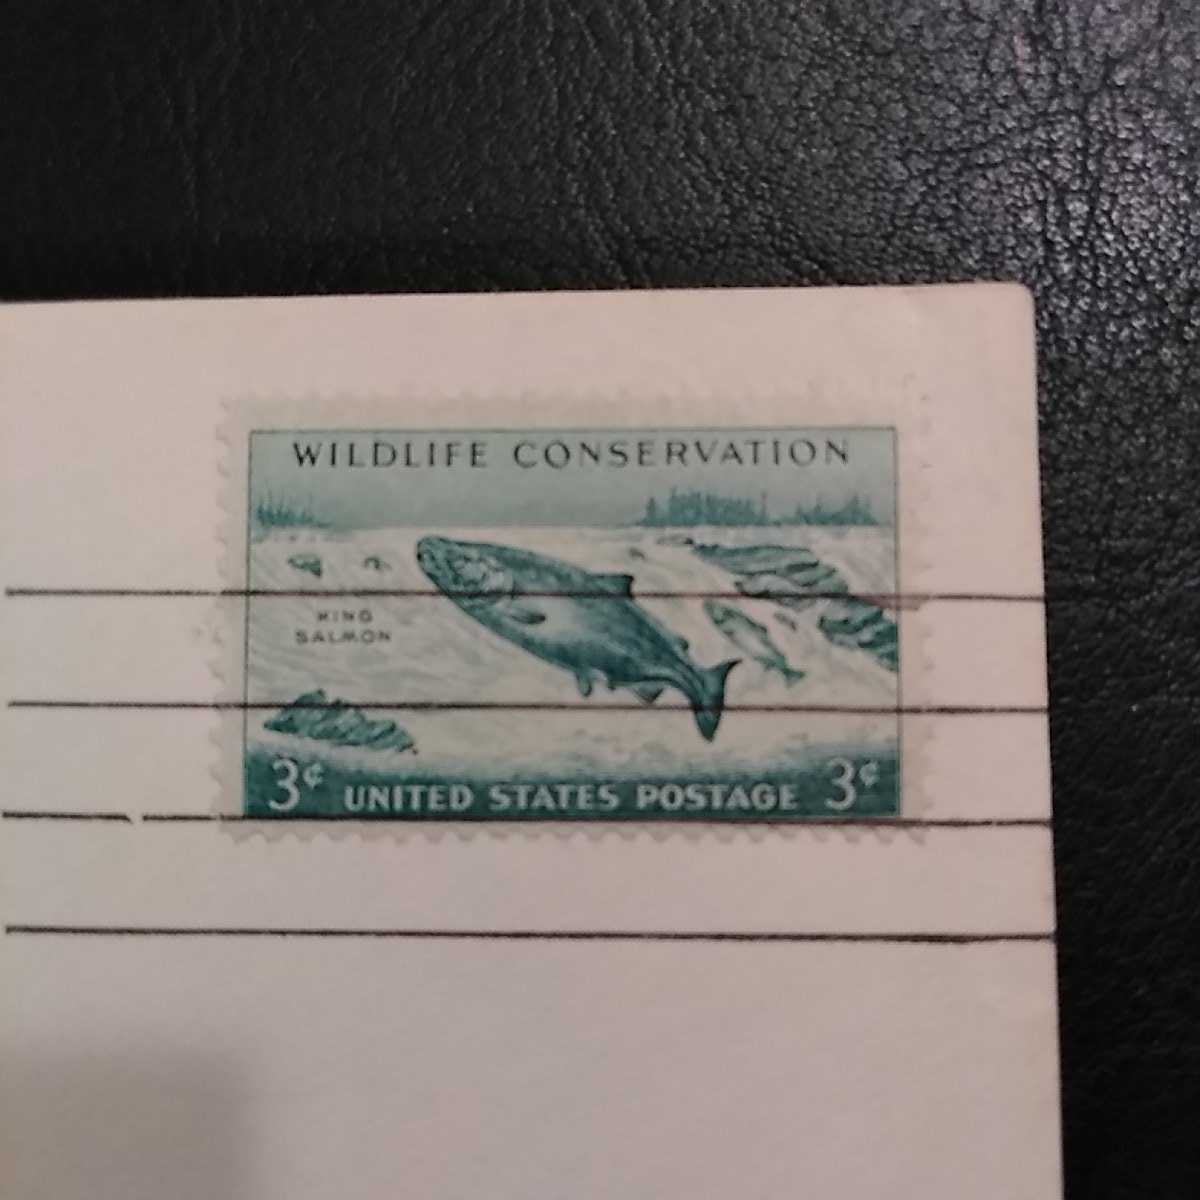 WILDLIFE CONSERVATION
KING
SALMON
3¢ UNITED STATES POSTAGE 3¢